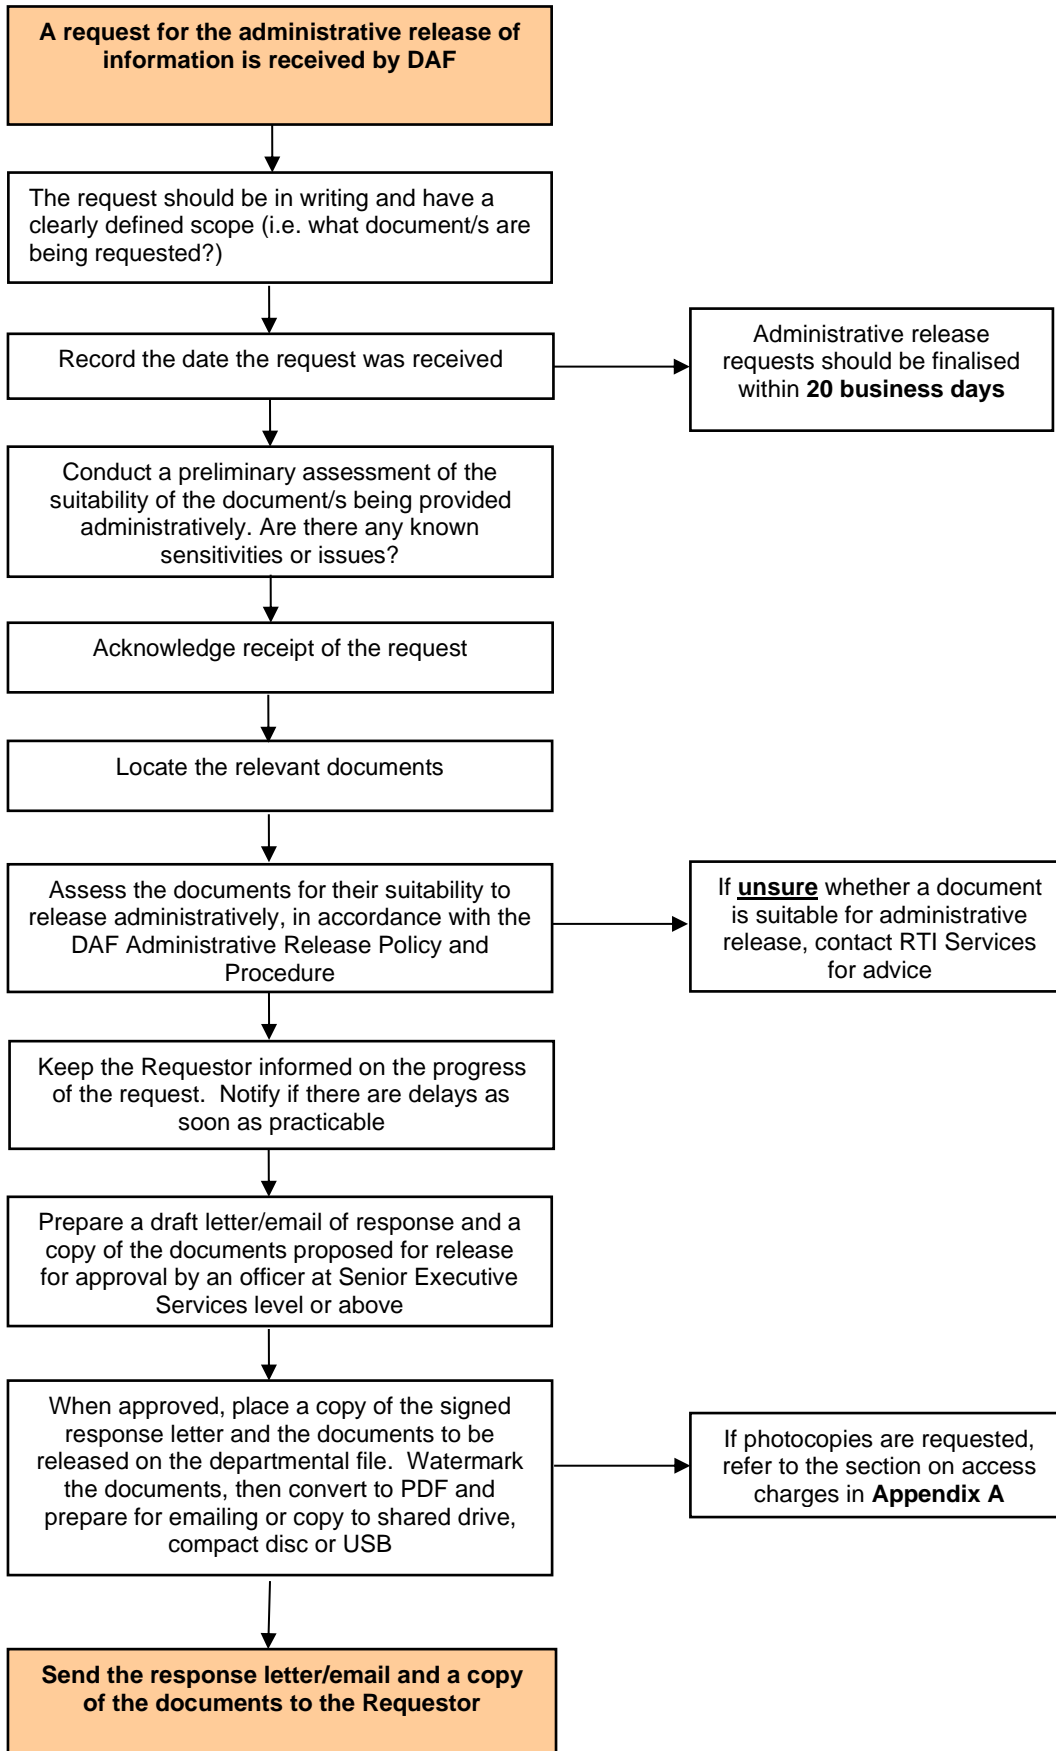 A request for the administrative release of
information is received by DAF
The request should be in writing and have a
clearly defined scope (i.e. what document/s are
being requested?)
Record the date the request was received
Administrative release
requests should be finalised
within 20 business days
Conduct a preliminary assessment of the
suitability of the document/s being provided
administratively. Are there any known
sensitivities or issues?
Acknowledge receipt of the request
Locate the relevant documents
Assess the documents for their suitability to
release administratively, in accordance with the
DAF Administrative Release Policy and
Procedure
If unsure whether a document
is suitable for administrative
release, contact RTI Services
for advice
Keep the Requestor informed on the progress
of the request.  Notify if there are delays as
soon as practicable
Prepare a draft letter/email of response and a
copy of the documents proposed for release
for approval by an officer at Senior Executive
Services level or above
When approved, place a copy of the signed
response letter and the documents to be
released on the departmental file.  Watermark
the documents, then convert to PDF and
prepare for emailing or copy to shared drive,
compact disc or USB
If photocopies are requested,
refer to the section on access
charges in Appendix A
Send the response letter/email and a copy
of the documents to the Requestor